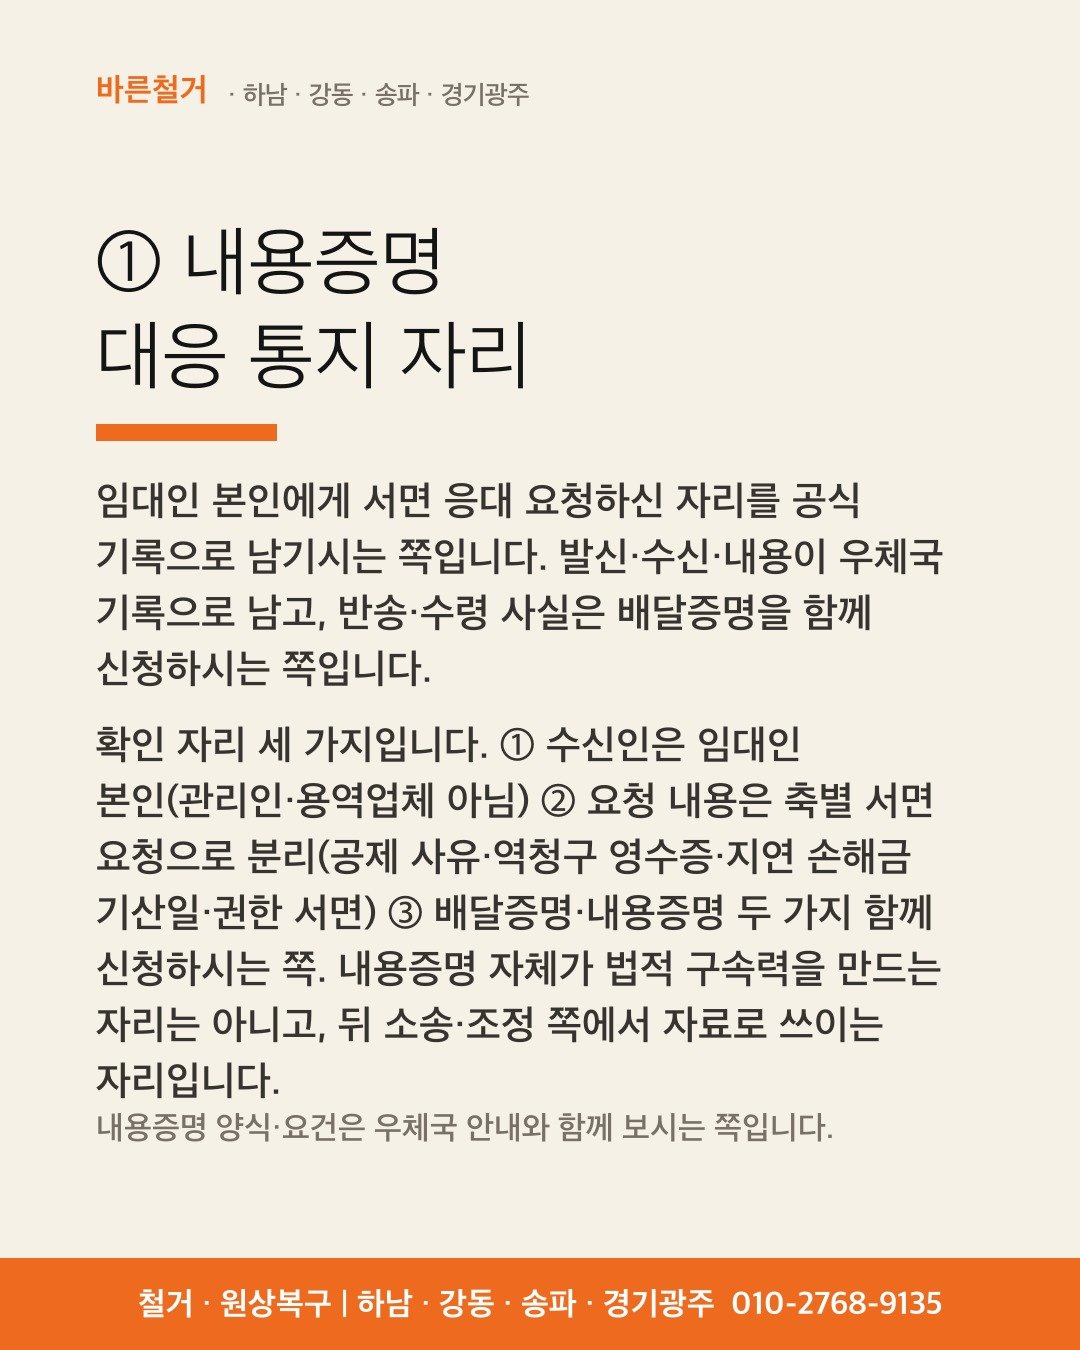 바른철거 · 하남 · 강동 · 송파 · 경기광주
① 내용증명
대응 통지 자리
임대인 본인에게 서면 응대 요청하신 자리를 공식
기록으로 남기시는 쪽입니다. 발신·수신·내용이 우체국
기록으로 남고, 반송·수령 사실은 배달증명을 함께
신청하시는 쪽입니다.
확인 자리 세 가지입니다. ① 수신인은 임대인
본인(관리인·용역업체 아님) ② 요청 내용은 축별 서면
요청으로 분리(공제 사유·역청구 영수증·지연 손해금
기산일·권한 서면) ③ 배달증명·내용증명 두 가지 함께
신청하시는 쪽. 내용증명 자체가 법적 구속력을 만드는
자리는 아니고, 뒤 소송·조정 쪽에서 자료로 쓰이는
자리입니다.
내용증명 양식·요건은 우체국 안내와 함께 보시는 쪽입니다.
철거 · 원상복구 | 하남 · 강동 · 송파 · 경기광주 010-2768-9135